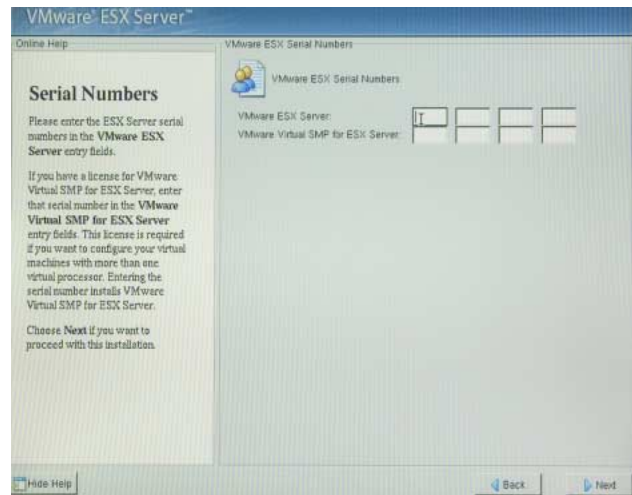 VMware® ESX Server™
Online Help
VMware ESX Serial Numbers
Serial Numbers
Please enter the ESX Server serial
numbers in the VMware ESX
Server entry fields.
If you have a license for VMware
Virtual SMP for ESX Server, enter
that serial number in the VMware
Virtual SMP for ESX Server
entry fields. This license is required
if you want to configure your virtual
machines with more than one
virtual processor. Entering the
serial number installs VMware
Virtual SMP for ESX Server.
Choose Next if you want to
proceed with this installation.
VMware ESX Serial Numbers
VMware ESX Server:
VMware Virtual SMP for ESX Server:
Hide Help
Back
Next